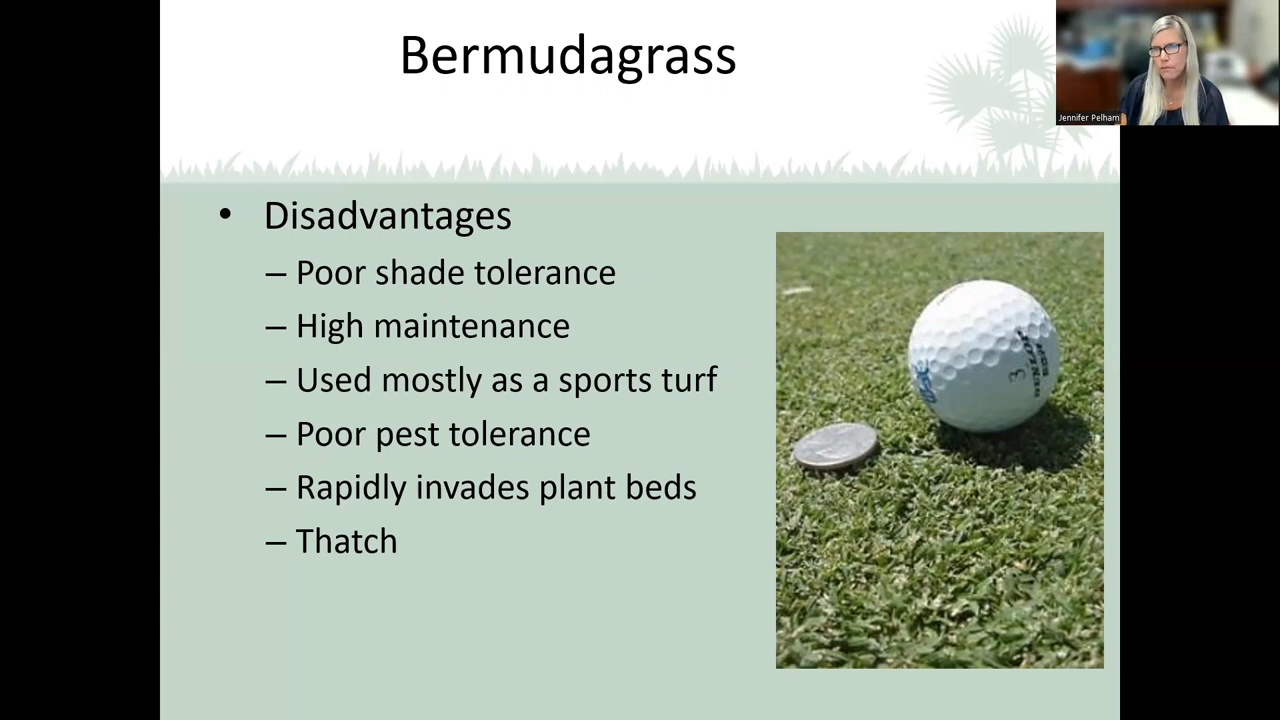 Bermudagrass
Jennifer Pelham
• Disadvantages
– Poor shade tolerance
– High maintenance
– Used mostly as a sports turf
– Poor pest tolerance
– Rapidly invades plant beds
– Thatch
3
DUNLOP